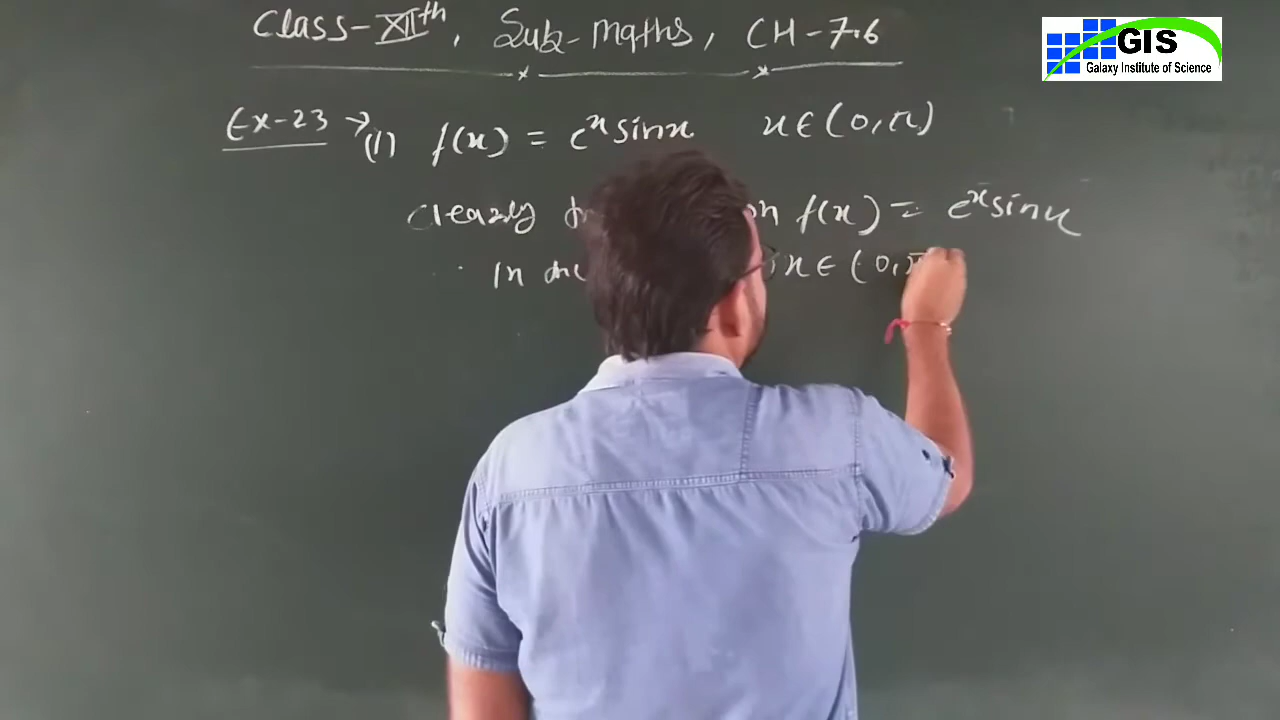 Class-XIIth, Sub-Maths, CH-7.6
GIS
Galaxy Institute of Science
Ex-23 → (1) f(x) = e^x sinx x∈(0,π)
Clearly f(x) = e^x sinx
In x∈(0,π